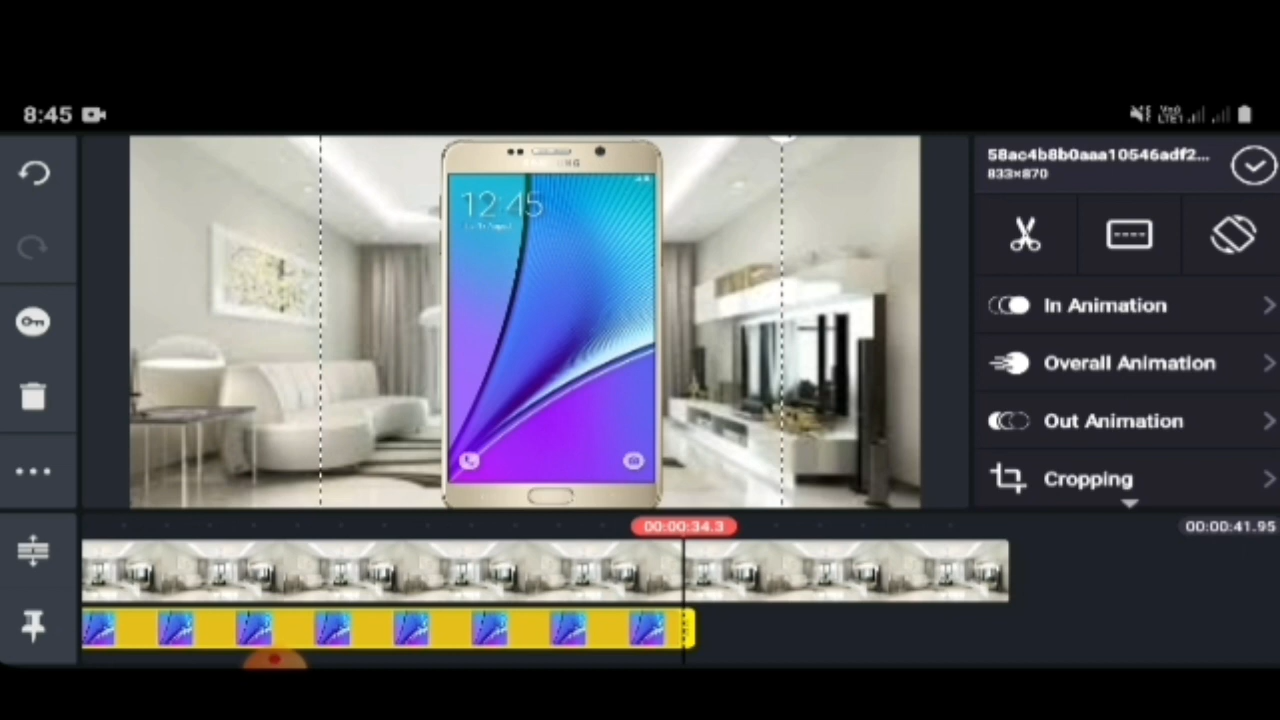 8:45
58ac4b8b0aaa10546adf2...
833×870
12:45
In Animation
Overall Animation
Out Animation
Cropping
00:00:34.3
00:00:41.95